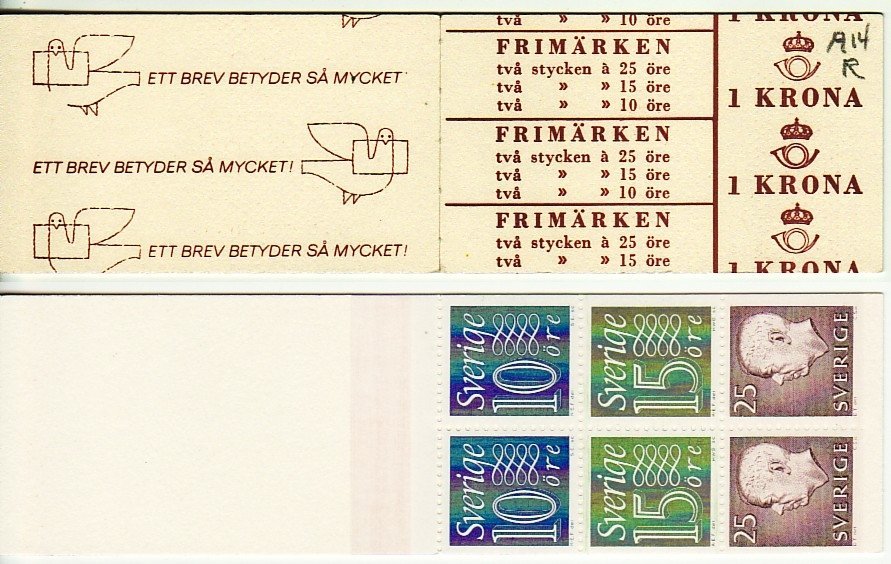 ETT BREV BETYDER SÅ MYCKET
ETT BREV BETYDER SÅ MYCKET!
ETT BREV BETYDER SÅ MYCKET!
två » » 10 öre
FRIMÄRKEN
två stycken à 25 öre
två » » 15 öre
två » » 10 öre
FRIMÄRKEN
två stycken à 25 öre
två » » 15 öre
två » » 10 öre
FRIMÄRKEN
två stycken à 25 öre
två » » 15 öre
1 KRONA
A14
R
1 KRONA
1 KRONA
1 KRONA
Sverige
10 öre
Sverige
15 öre
25
SVERIGE
Sverige
10 öre
Sverige
15 öre
25
SVERIGE